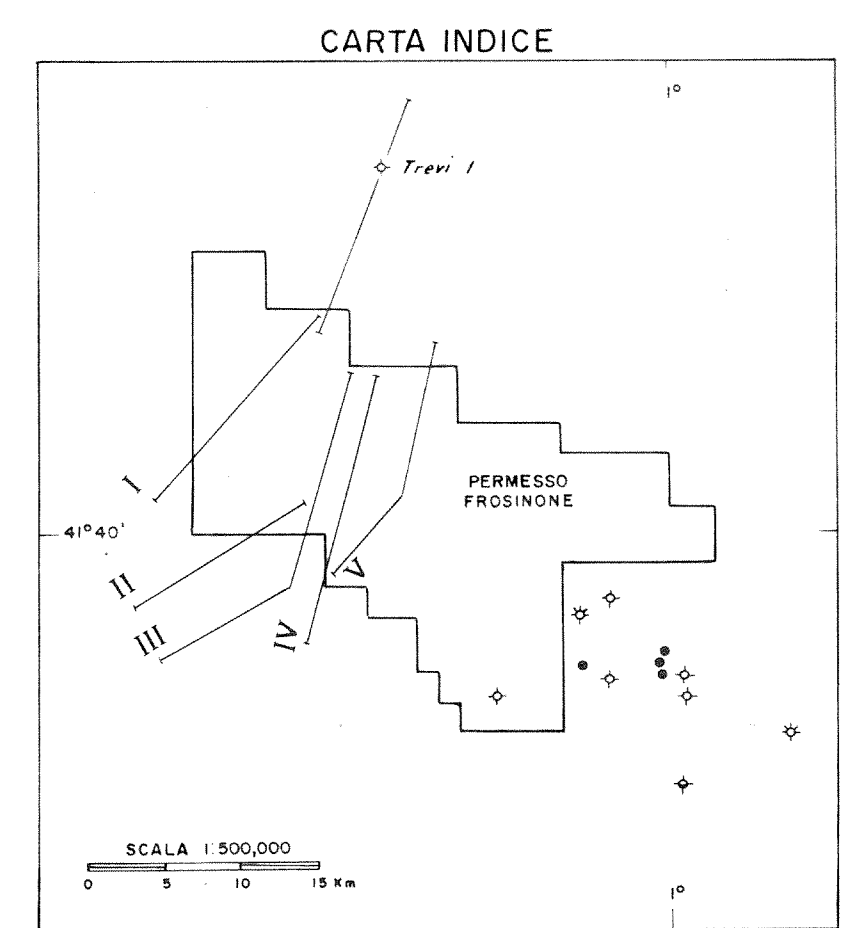 CARTA INDICE
1°
Trevi 1
I
PERMESSO
FROSINONE
41°40'
II
V
III
IV
SCALA 1:500,000
0 5 10 15 Km
1°